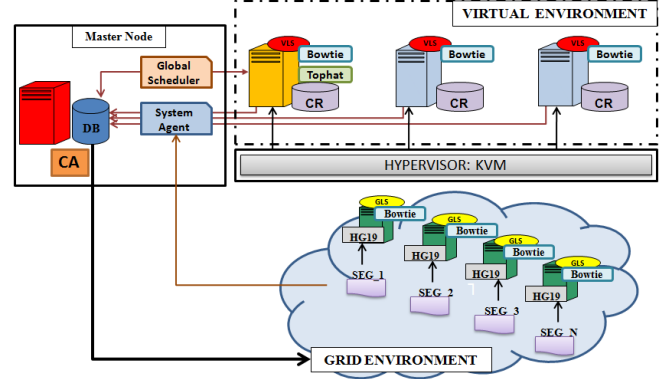 VIRTUAL ENVIRONMENT
Master Node
Global
Scheduler
System
Agent
DB
CA
VLS
Bowtie
Tophat
CR
VLS
Bowtie
CR
VLS
Bowtie
CR
HYPERVISOR: KVM
GLS
Bowtie
HG19
SEG_1
GLS
Bowtie
HG19
SEG_2
GLS
Bowtie
HG19
SEG_3
GLS
Bowtie
HG19
SEG_N
GRID ENVIRONMENT